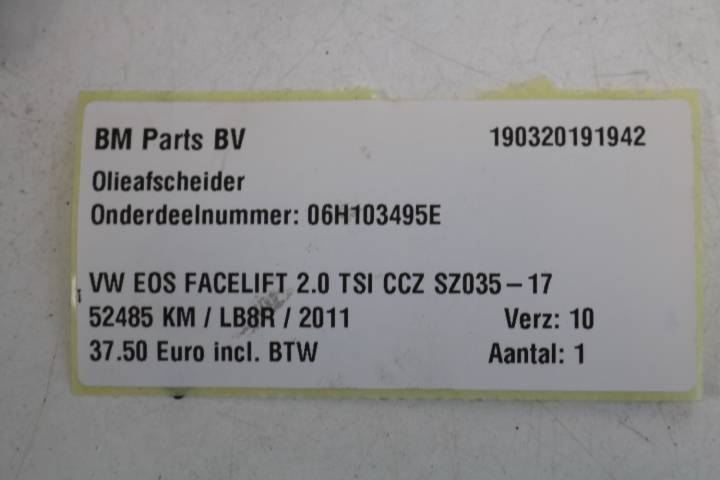 BM Parts BV 190320191942
Olieafscheider
Onderdeelnummer: 06H103495E
VW EOS FACELIFT 2.0 TSI CCZ SZ035-17
52485 KM / LB8R / 2011 Verz: 10
37.50 Euro incl. BTW Aantal: 1